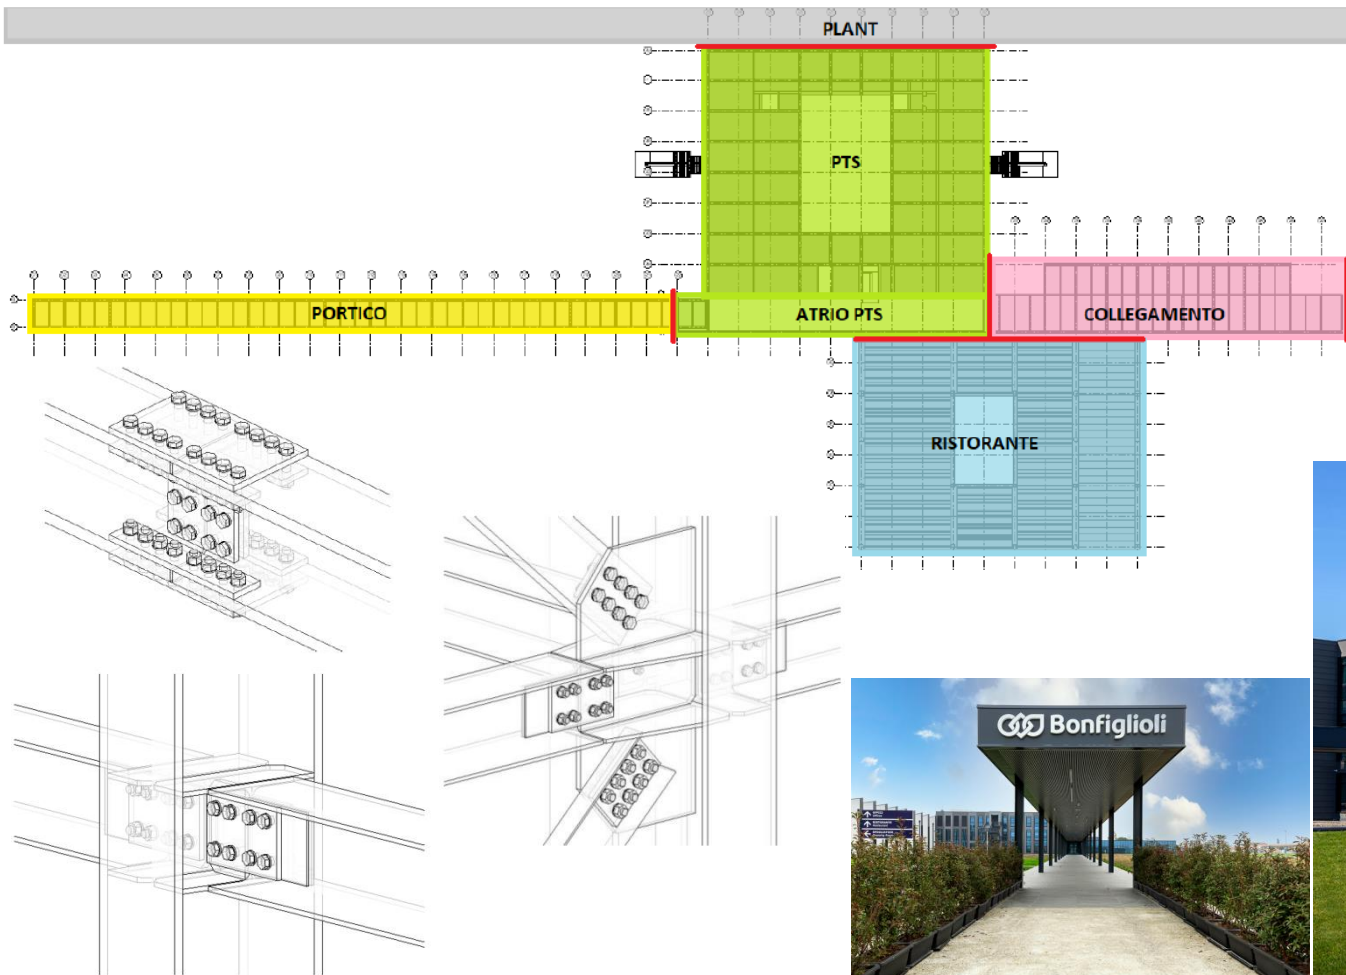 PLANT
PTS
PORTICO
ATRIO PTS
COLLEGAMENTO
RISTORANTE
Bonfiglioli